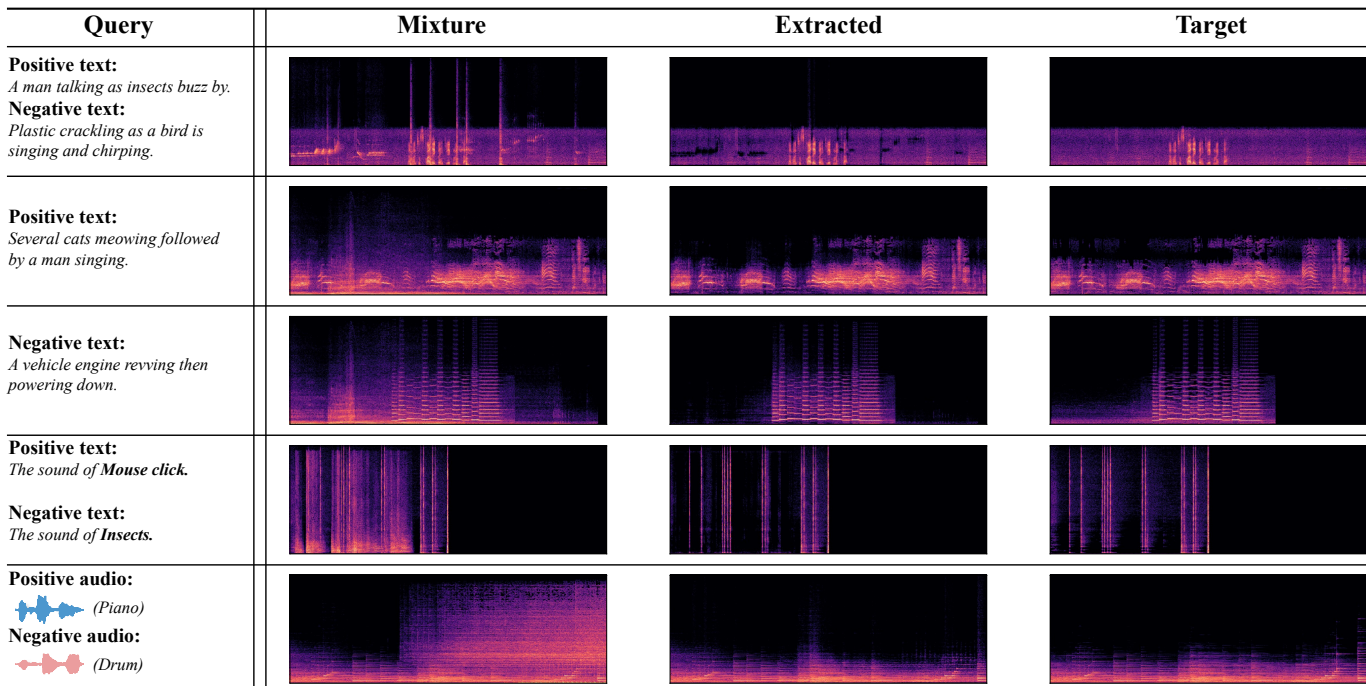 Query Mixture Extracted Target
Positive text:
A man talking as insects buzz by.
Negative text:
Plastic crackling as a bird is
singing and chirping.
Positive text:
Several cats meowing followed
by a man singing.
Negative text:
A vehicle engine revving then
powering down.
Positive text:
The sound of Mouse click.
Negative text:
The sound of Insects.
Positive audio:
(Piano)
Negative audio:
(Drum)